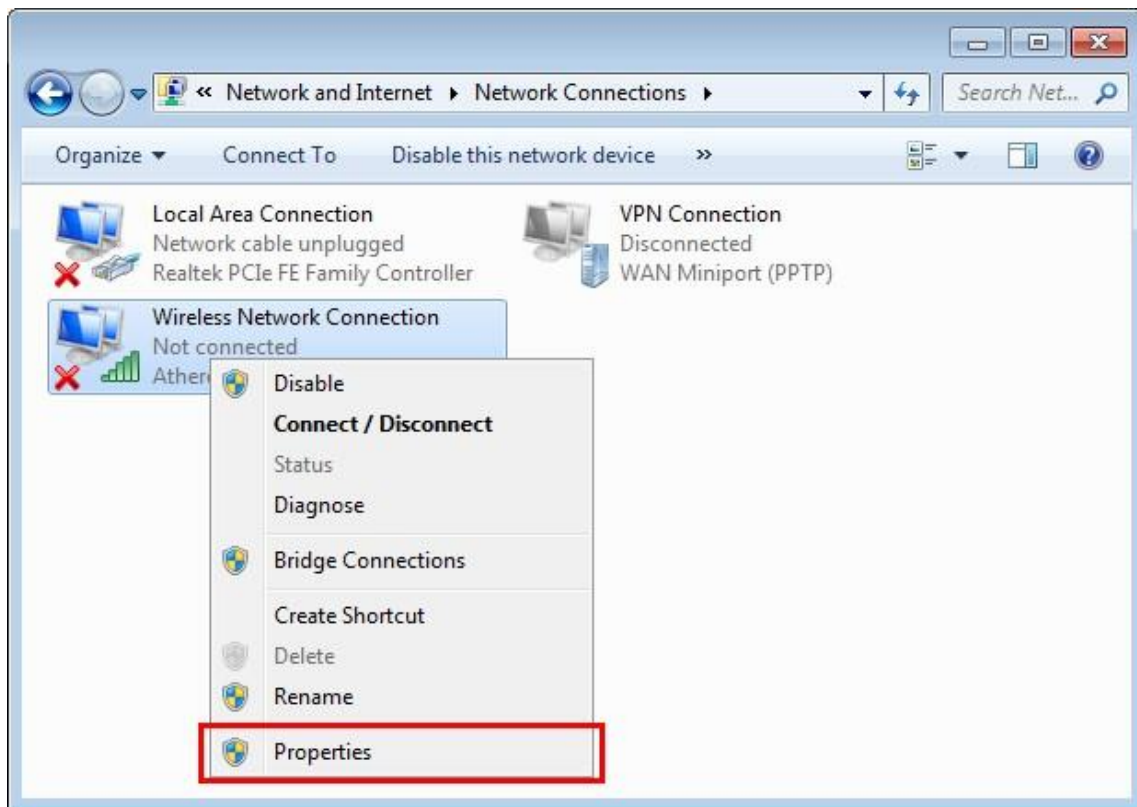 « Network and Internet ▸ Network Connections ▸
Search Net...
Organize
Connect To
Disable this network device
»
Local Area Connection
Network cable unplugged
Realtek PCIe FE Family Controller
VPN Connection
Disconnected
WAN Miniport (PPTP)
Wireless Network Connection
Not connected
Disable
Connect / Disconnect
Status
Diagnose
Bridge Connections
Create Shortcut
Delete
Rename
Properties